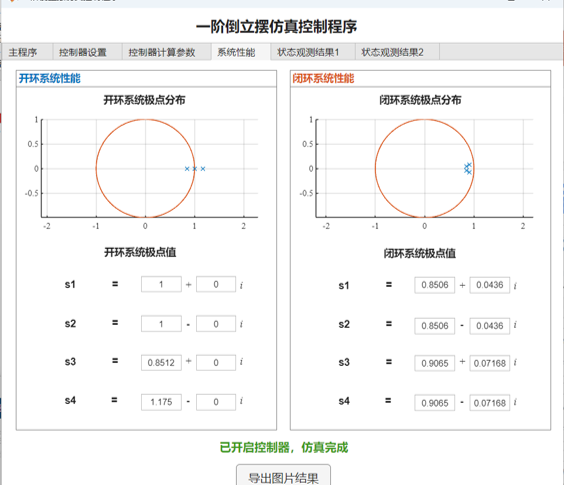 一阶倒立摆仿真控制程序
主程序 控制器设置 控制器计算参数 系统性能 状态观测结果1 状态观测结果2
开环系统性能
开环系统极点分布
1
0.5
0
-0.5
-2 -1 0 1 2
开环系统极点值
s1 = 1 + 0 i
s2 = 1 - 0 i
s3 = 0.8512 + 0 i
s4 = 1.175 - 0 i
闭环系统性能
闭环系统极点分布
1
0.5
0
-0.5
-2 -1 0 1 2
闭环系统极点值
s1 = 0.8506 + 0.0436 i
s2 = 0.8506 - 0.0436 i
s3 = 0.9065 + 0.07168 i
s4 = 0.9065 - 0.07168 i
已开启控制器，仿真完成
导出图片结果